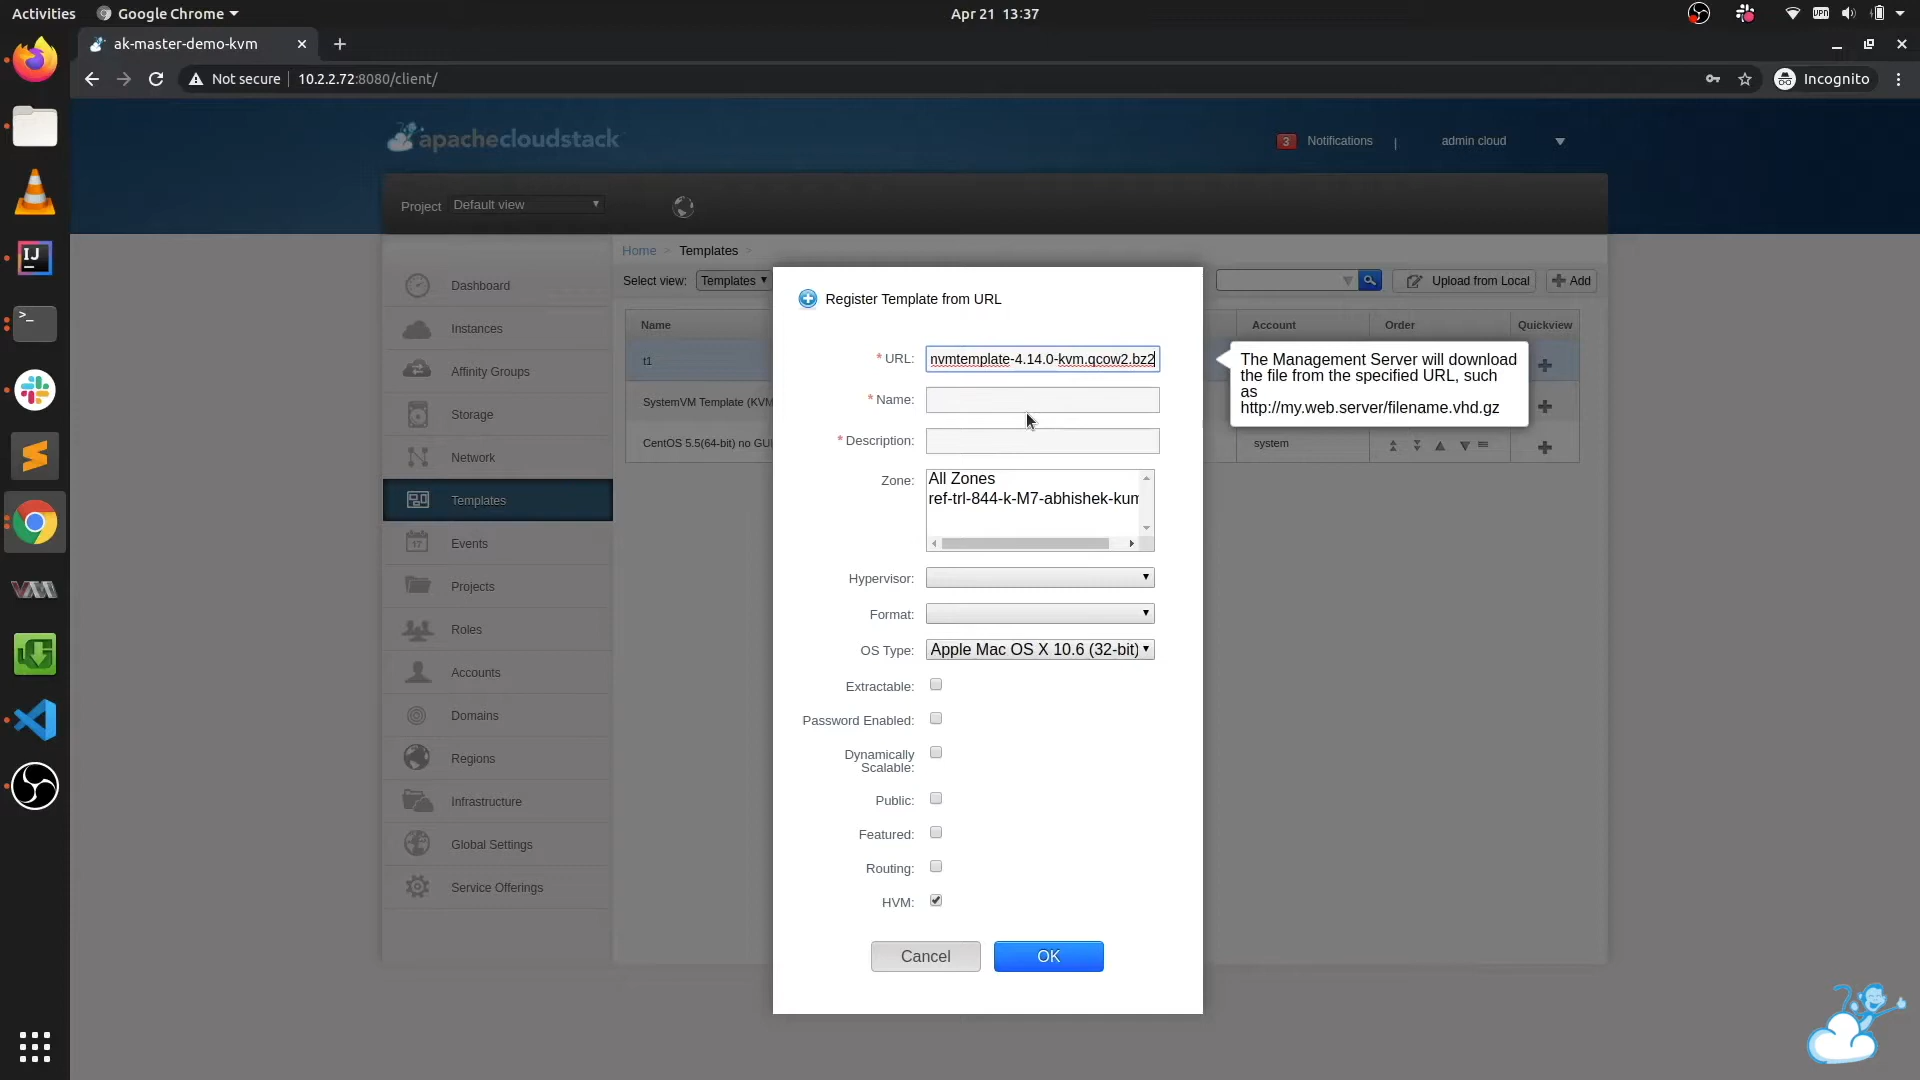 Activities
Google Chrome
Apr 21 13:37
VPN
ak-master-demo-kvm
Not secure
10.2.2.72:8080/client/
Incognito
apachecloudstack
3 Notifications |
admin cloud
Project
Default view
Home > Templates >
Select view:
Templates
Upload from Local
Add
Dashboard
Instances
Affinity Groups
Storage
Network
Templates
17
Events
Projects
Roles
Accounts
Domains
Regions
Infrastructure
Global Settings
Service Offerings
Name
Account
Order
Quickview
t1
SystemVM Template (KVM
CentOS 5.5(64-bit) no GUI
system
Register Template from URL
* URL:
nvmtemplate-4.14.0-kvm.qcow2.bz2
The Management Server will download
the file from the specified URL, such
as
http://my.web.server/filename.vhd.gz
* Name:
* Description:
Zone:
All Zones
ref-trl-844-k-M7-abhishek-kum
Hypervisor:
Format:
OS Type:
Apple Mac OS X 10.6 (32-bit)
Extractable:
Password Enabled:
Dynamically
Scalable:
Public:
Featured:
Routing:
HVM:
Cancel
OK
IJ
>_